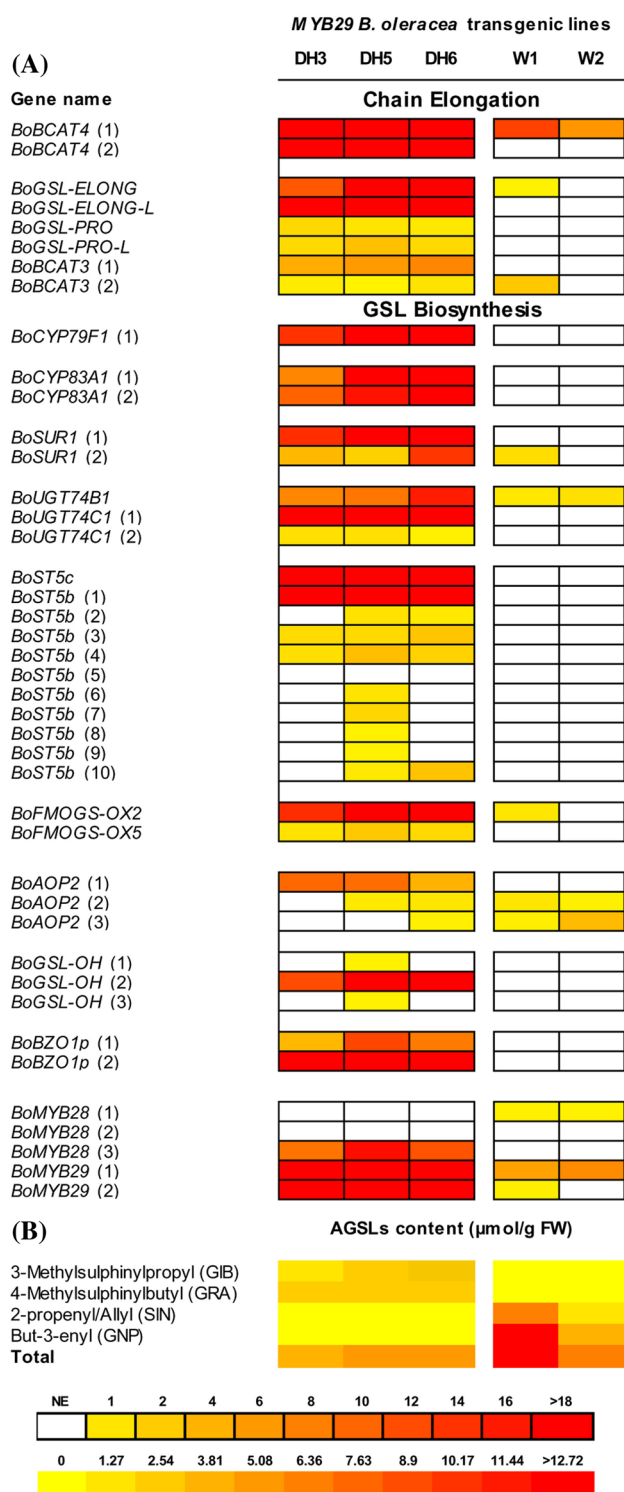 MYB29 B. oleracea transgenic lines
(A) DH3 DH5 DH6 W1 W2
Gene name Chain Elongation
BoBCAT4 (1)
BoBCAT4 (2)
BoGSL-ELONG
BoGSL-ELONG-L
BoGSL-PRO
BoGSL-PRO-L
BoBCAT3 (1)
BoBCAT3 (2)
GSL Biosynthesis
BoCYP79F1 (1)
BoCYP83A1 (1)
BoCYP83A1 (2)
BoSUR1 (1)
BoSUR1 (2)
BoUGT74B1
BoUGT74C1 (1)
BoUGT74C1 (2)
BoST5c
BoST5b (1)
BoST5b (2)
BoST5b (3)
BoST5b (4)
BoST5b (5)
BoST5b (6)
BoST5b (7)
BoST5b (8)
BoST5b (9)
BoST5b (10)
BoFMOGS-OX2
BoFMOGS-OX5
BoAOP2 (1)
BoAOP2 (2)
BoAOP2 (3)
BoGSL-OH (1)
BoGSL-OH (2)
BoGSL-OH (3)
BoBZO1p (1)
BoBZO1p (2)
BoMYB28 (1)
BoMYB28 (2)
BoMYB28 (3)
BoMYB29 (1)
BoMYB29 (2)
(B) AGSLs content (µmol/g FW)
3-Methylsulphinylpropyl (GIB)
4-Methylsulphinylbutyl (GRA)
2-propenyl/Allyl (SIN)
But-3-enyl (GNP)
Total
NE 1 2 4 6 8 10 12 14 16 >18
0 1.27 2.54 3.81 5.08 6.36 7.63 8.9 10.17 11.44 >12.72